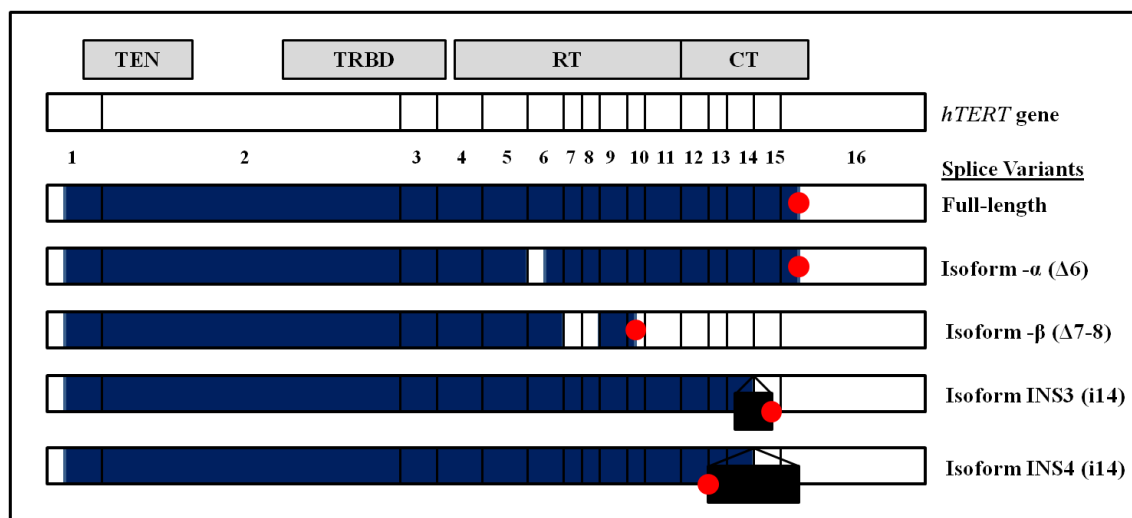 TEN TRBD RT CT
hTERT gene
1 2 3 4 5 6 7 8 9 10 11 12 13 14 15 16
Splice Variants
Full-length
Isoform -α (Δ6)
Isoform -β (Δ7-8)
Isoform INS3 (i14)
Isoform INS4 (i14)